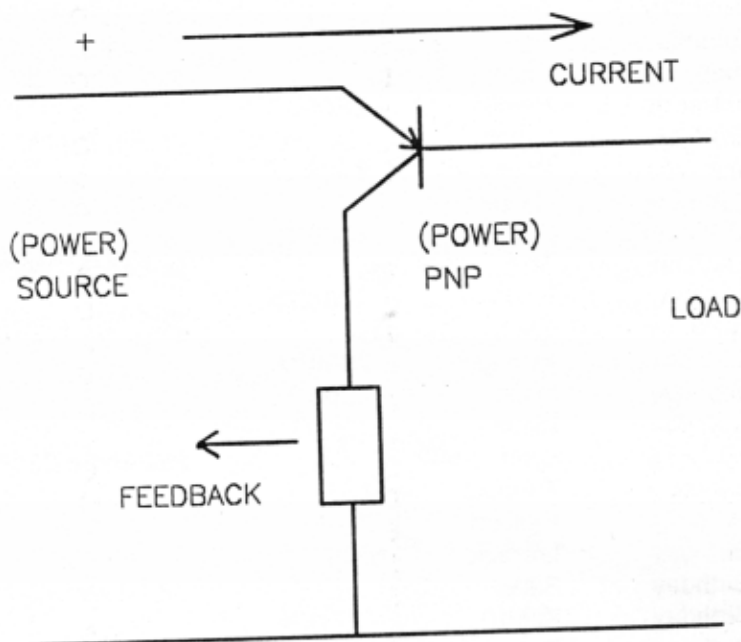 +
CURRENT
(POWER)
SOURCE
(POWER)
PNP
LOAD
FEEDBACK